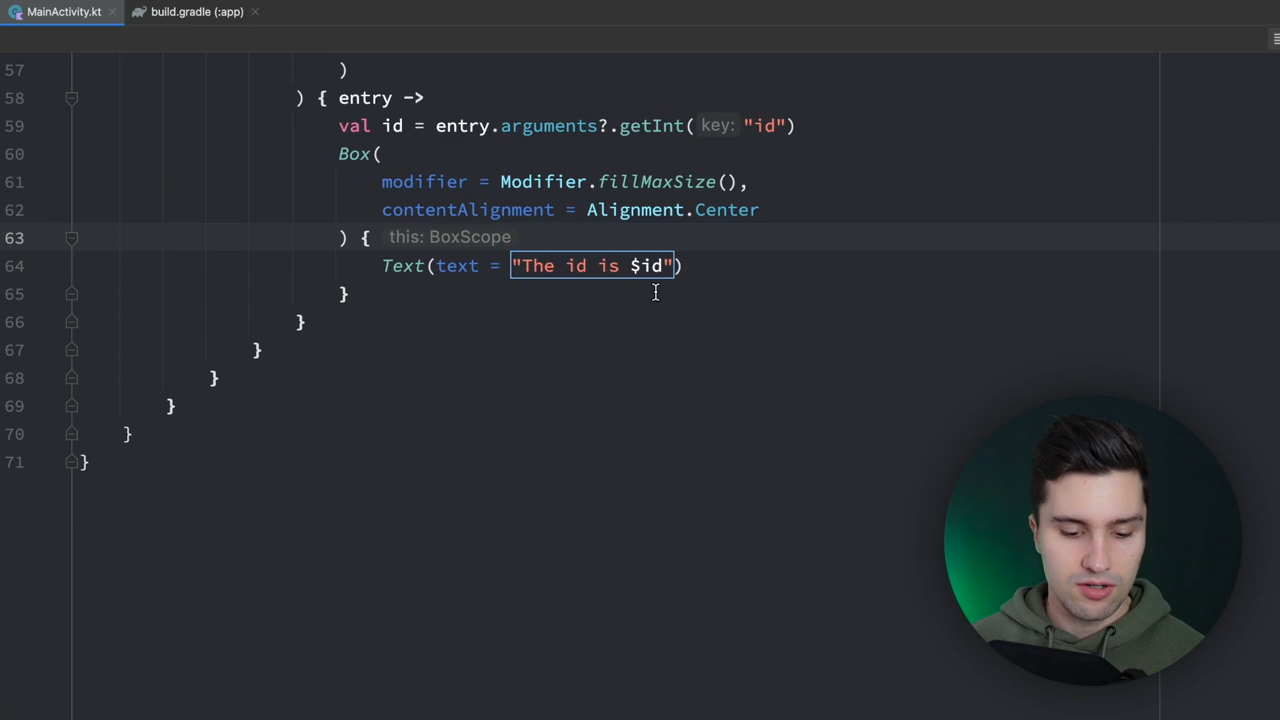 MainActivity.kt
build.gradle (:app)
57 )
58 ) { entry ->
59 val id = entry.arguments?.getInt( key: "id")
60 Box(
61 modifier = Modifier.fillMaxSize(),
62 contentAlignment = Alignment.Center
63 ) { this: BoxScope
64 Text(text = "The id is $id")
65 }
66 }
67 }
68 }
69 }
70 }
71 }